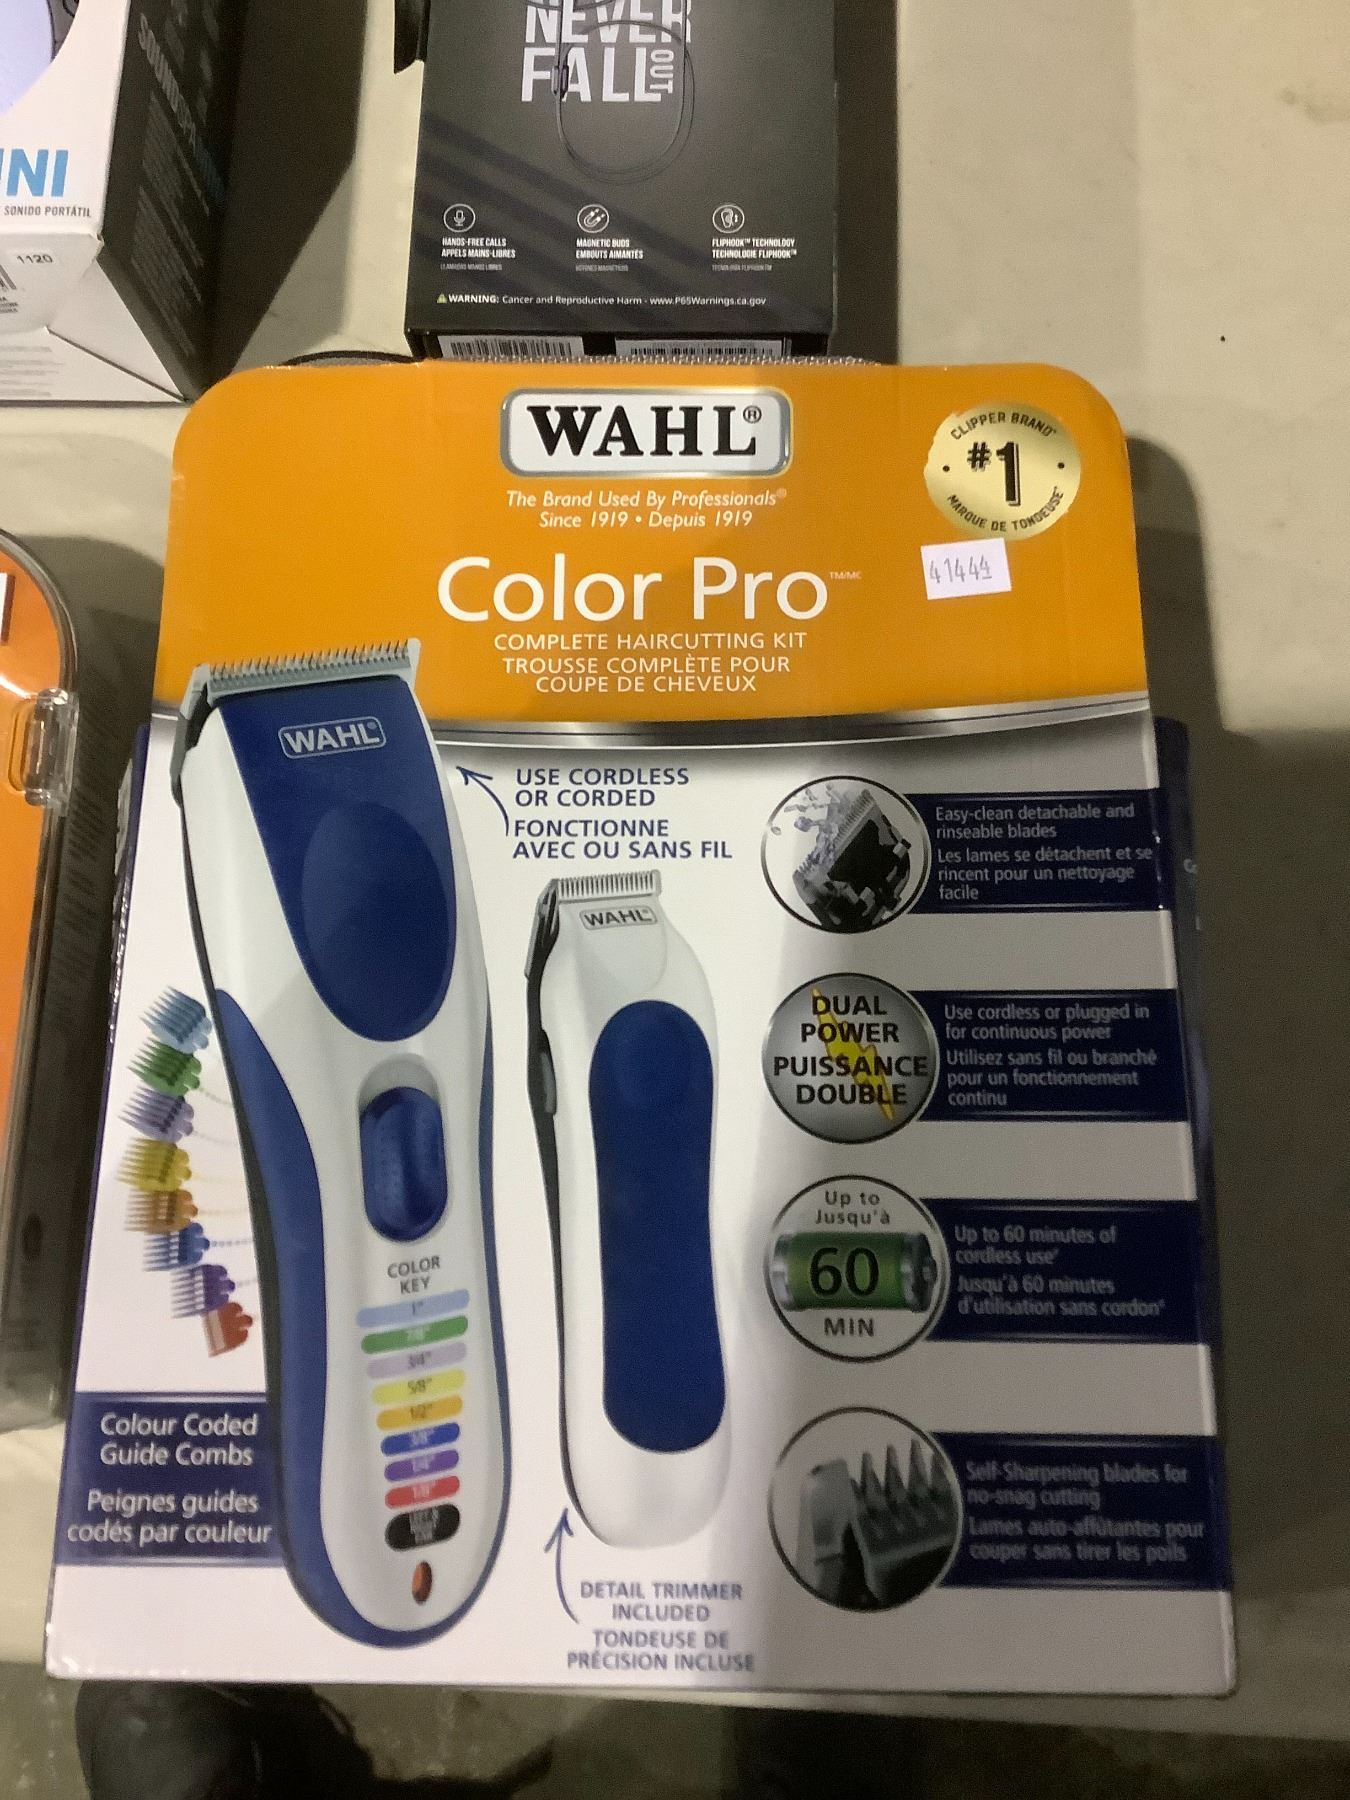 NEVER
FALL OUT
HANDS-FREE CALLS
APPELS MAINS-LIBRES
MAGNETIC BUDS
EMBOUTS AIMANTÉS
FLIPHOOK™ TECHNOLOGY
TECHNOLOGIE FLIPHOOK™
WARNING: Cancer and Reproductive Harm - www.P65Warnings.ca.gov
SONIDO PORTÁTIL
1120
WAHL®
The Brand Used By Professionals®
Since 1919 • Depuis 1919
CLIPPER BRAND
#1
MARQUE DE TONDEUSE
41444
Color Pro™/MC
COMPLETE HAIRCUTTING KIT
TROUSSE COMPLÈTE POUR
COUPE DE CHEVEUX
WAHL®
USE CORDLESS
OR CORDED
FONCTIONNE
AVEC OU SANS FIL
WAHL®
Easy-clean detachable and
rinseable blades
Les lames se détachent et se
rincent pour un nettoyage
facile
DUAL
POWER
PUISSANCE
DOUBLE
Use cordless or plugged in
for continuous power
Utilisez sans fil ou branché
pour un fonctionnement
continu
Up to
Jusqu'à
60
MIN
Up to 60 minutes of
cordless use*
Jusqu'à 60 minutes
d'utilisation sans cordon*
Self-Sharpening blades for
no-snag cutting
Lames auto-affûtantes pour
couper sans tirer les poils
COLOR
KEY
1"
7/8"
3/4"
5/8"
1/2"
3/8"
1/4"
1/8"
Colour Coded
Guide Combs
Peignes guides
codés par couleur
DETAIL TRIMMER
INCLUDED
TONDEUSE DE
PRÉCISION INCLUSE